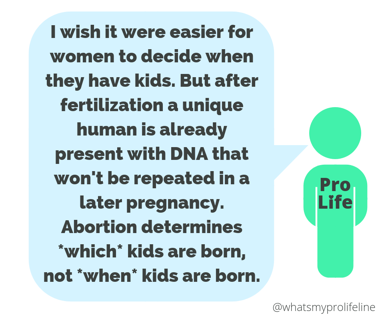 I wish it were easier for
women to decide when
they have kids. But after
fertilization a unique
human is already
present with DNA that
won't be repeated in a
later pregnancy.
Abortion determines
*which* kids are born,
not *when* kids are born.
Pro
Life
@whatsmyprolifeline